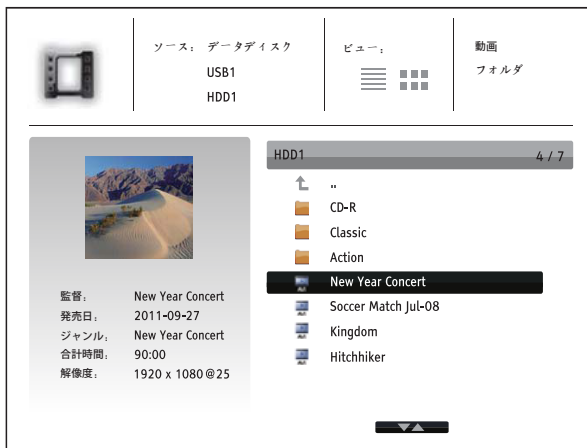 ソース： データディスク
USB1
HDD1
ビュー：
動画
フォルダ
監督： New Year Concert
発売日： 2011-09-27
ジャンル： New Year Concert
合計時間： 90:00
解像度： 1920 x 1080@25
HDD1 4 / 7
..
CD-R
Classic
Action
New Year Concert
Soccer Match Jul-08
Kingdom
Hitchhiker